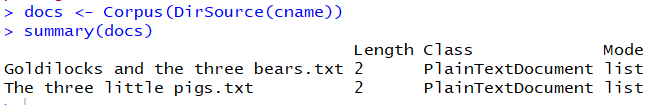 > docs <- Corpus(DirSource(cname))
> summary(docs)
                                 Length Class             Mode
Goldilocks and the three bears.txt 2      PlainTextDocument list
The three little pigs.txt          2      PlainTextDocument list